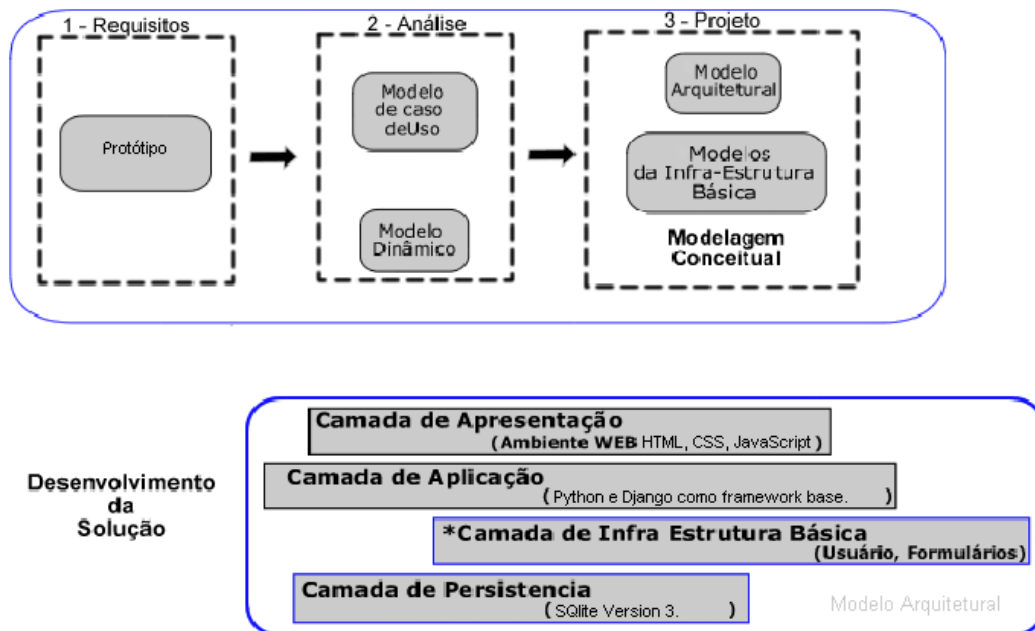 1 - Requisitos
2 - Análise
3 - Projeto
Protótipo
Modelo
de caso
deUso
Modelo
Dinâmico
Modelo
Arquitetural
Modelos
da Infra-Estrutura
Básica
Modelagem
Conceitual
Desenvolvimento
da
Solução
Camada de Apresentação
(Ambiente WEB HTML, CSS, JavaScript )
Camada de Aplicação
( Python e Django como framework base. )
*Camada de Infra Estrutura Básica
(Usuário, Formulários)
Camada de Persistencia
( SQlite Version 3. )
Modelo Arquitetural